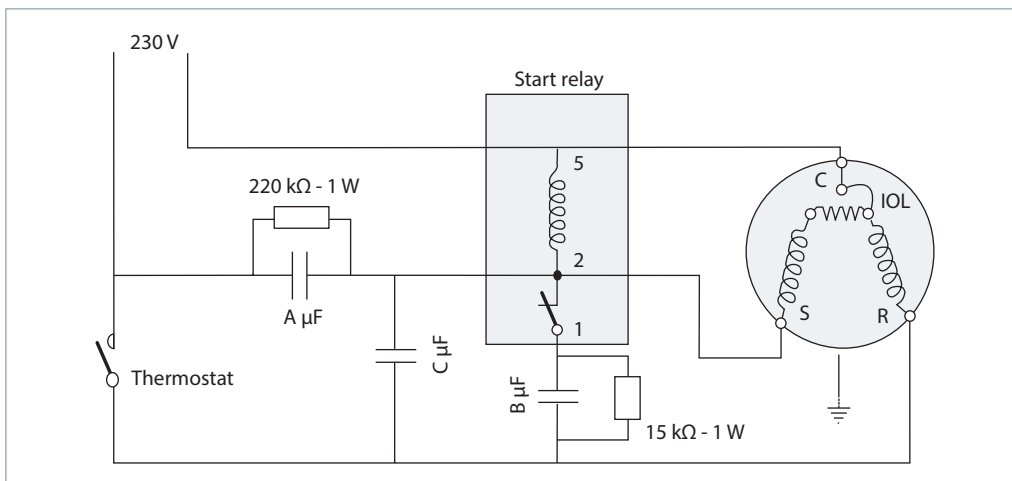 230 V
Start relay
5
C
220 kΩ - 1 W
IOL
2
S
R
A µF
1
C µF
Thermostat
B µF
15 kΩ - 1 W